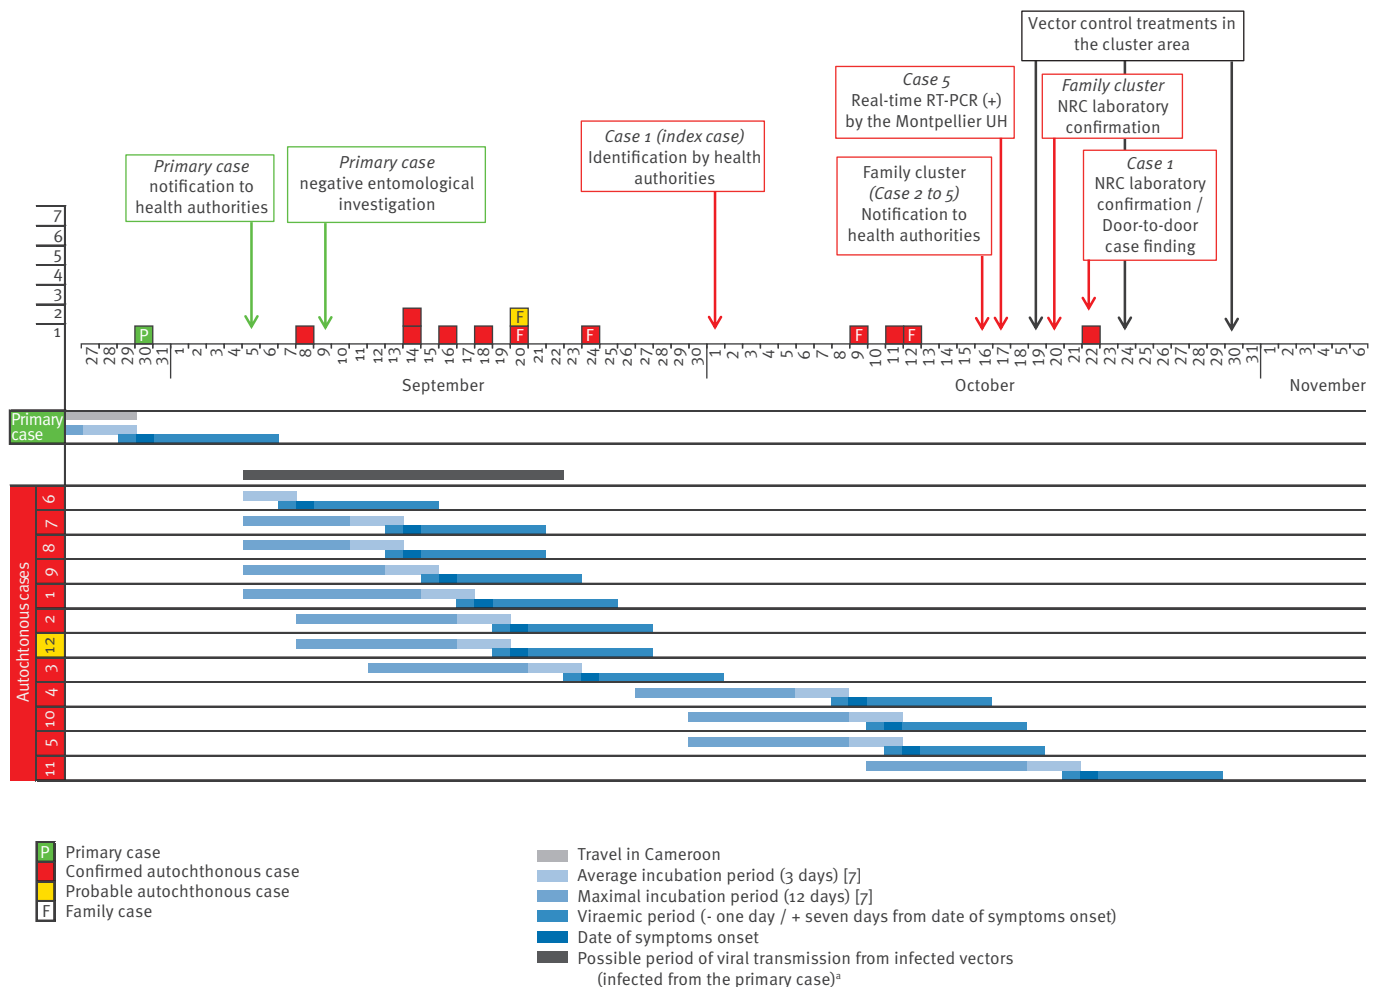 Vector control treatments in
the cluster area
Case 5
Real-time RT-PCR (+)
by the Montpellier UH
Family cluster
NRC laboratory
confirmation
Case 1 (index case)
Identification by health
authorities
Primary case
notification to
health authorities
Primary case
negative entomological
investigation
Family cluster
(Case 2 to 5)
Notification to
health authorities
Case 1
NRC laboratory
confirmation /
Door-to-door
case finding
7
6
5
4
3
2
1
P
F
F
F
F
F
27 28 29 30 31 1 2 3 4 5 6 7 8 9 10 11 12 13 14 15 16 17 18 19 20 21 22 23 24 25 26 27 28 29 30 1 2 3 4 5 6 7 8 9 10 11 12 13 14 15 16 17 18 19 20 21 22 23 24 25 26 27 28 29 30 31 1 2 3 4 5 6
September
October
November
Primary
case
Autochtonous cases
6
7
8
9
1
2
12
3
4
10
5
11
P Primary case
Confirmed autochthonous case
Probable autochthonous case
F Family case
Travel in Cameroon
Average incubation period (3 days) [7]
Maximal incubation period (12 days) [7]
Viraemic period (- one day / + seven days from date of symptoms onset)
Date of symptoms onset
Possible period of viral transmission from infected vectors
(infected from the primary case)a